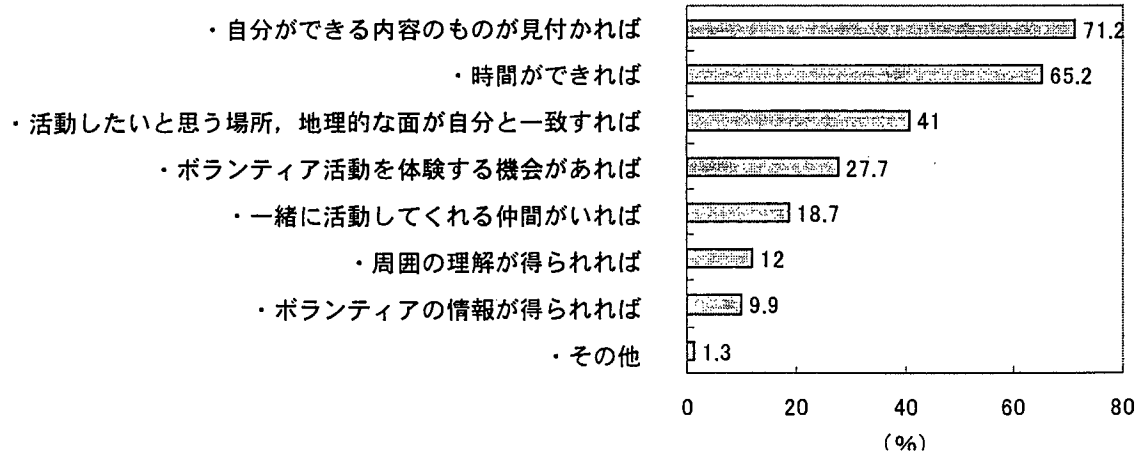 ・自分ができる内容のものが見付かれば 71.2
・時間ができれば 65.2
・活動したいと思う場所，地理的な面が自分と一致すれば 41
・ボランティア活動を体験する機会があれば 27.7
・一緒に活動してくれる仲間がいれば 18.7
・周囲の理解が得られれば 12
・ボランティアの情報が得られれば 9.9
・その他 1.3
0 20 40 60 80
(%)